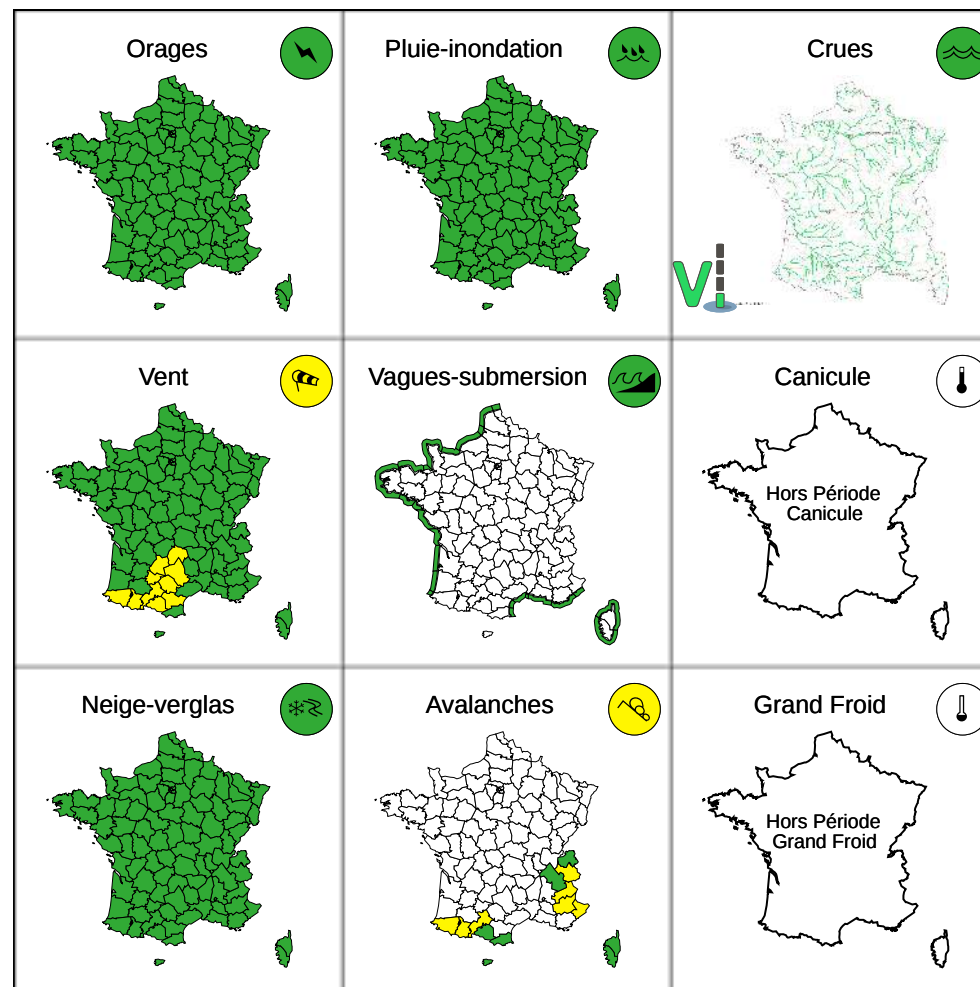 Orages
Pluie-inondation
Crues
Vent
Vagues-submersion
Canicule
Hors Période
Canicule
Neige-verglas
Avalanches
Grand Froid
Hors Période
Grand Froid